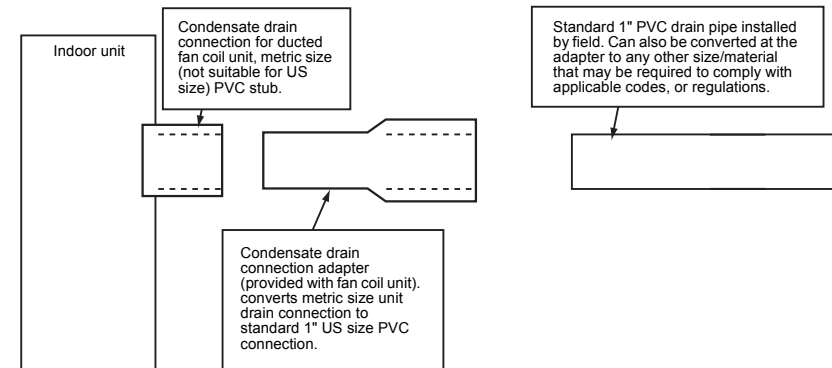 Indoor unit
Condensate drain
connection for ducted
fan coil unit, metric size
(not suitable for US
size) PVC stub.
Standard 1" PVC drain pipe installed
by field. Can also be converted at the
adapter to any other size/material
that may be required to comply with
applicable codes, or regulations.
Condensate drain
connection adapter
(provided with fan coil unit).
converts metric size unit
drain connection to
standard 1" US size PVC
connection.